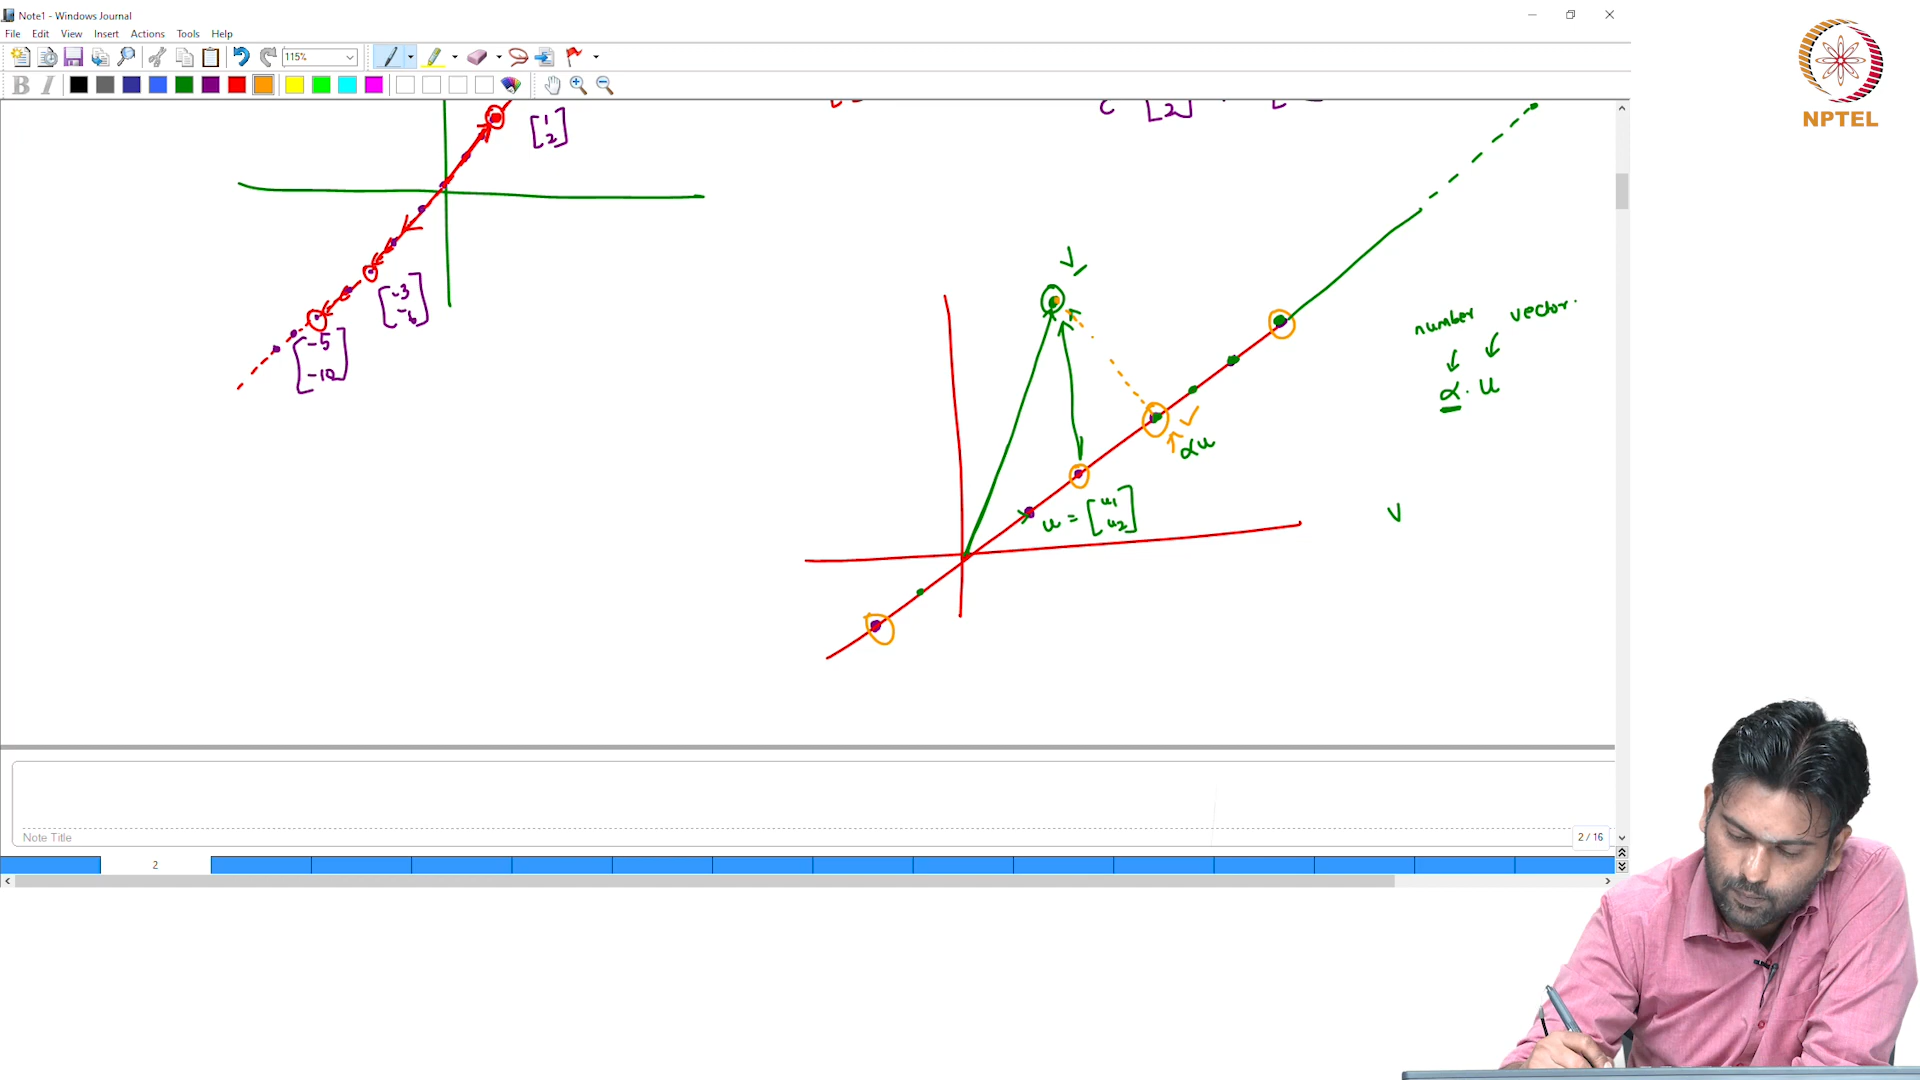 Note1 - Windows Journal
File Edit View Insert Actions Tools Help
115%
B I
NPTEL
[1
2]
2]
[-3
-6]
[-5
-10]
V
number vector.
α . u
αu
u = [u1
u2]
V
Note Title
2 / 16
2